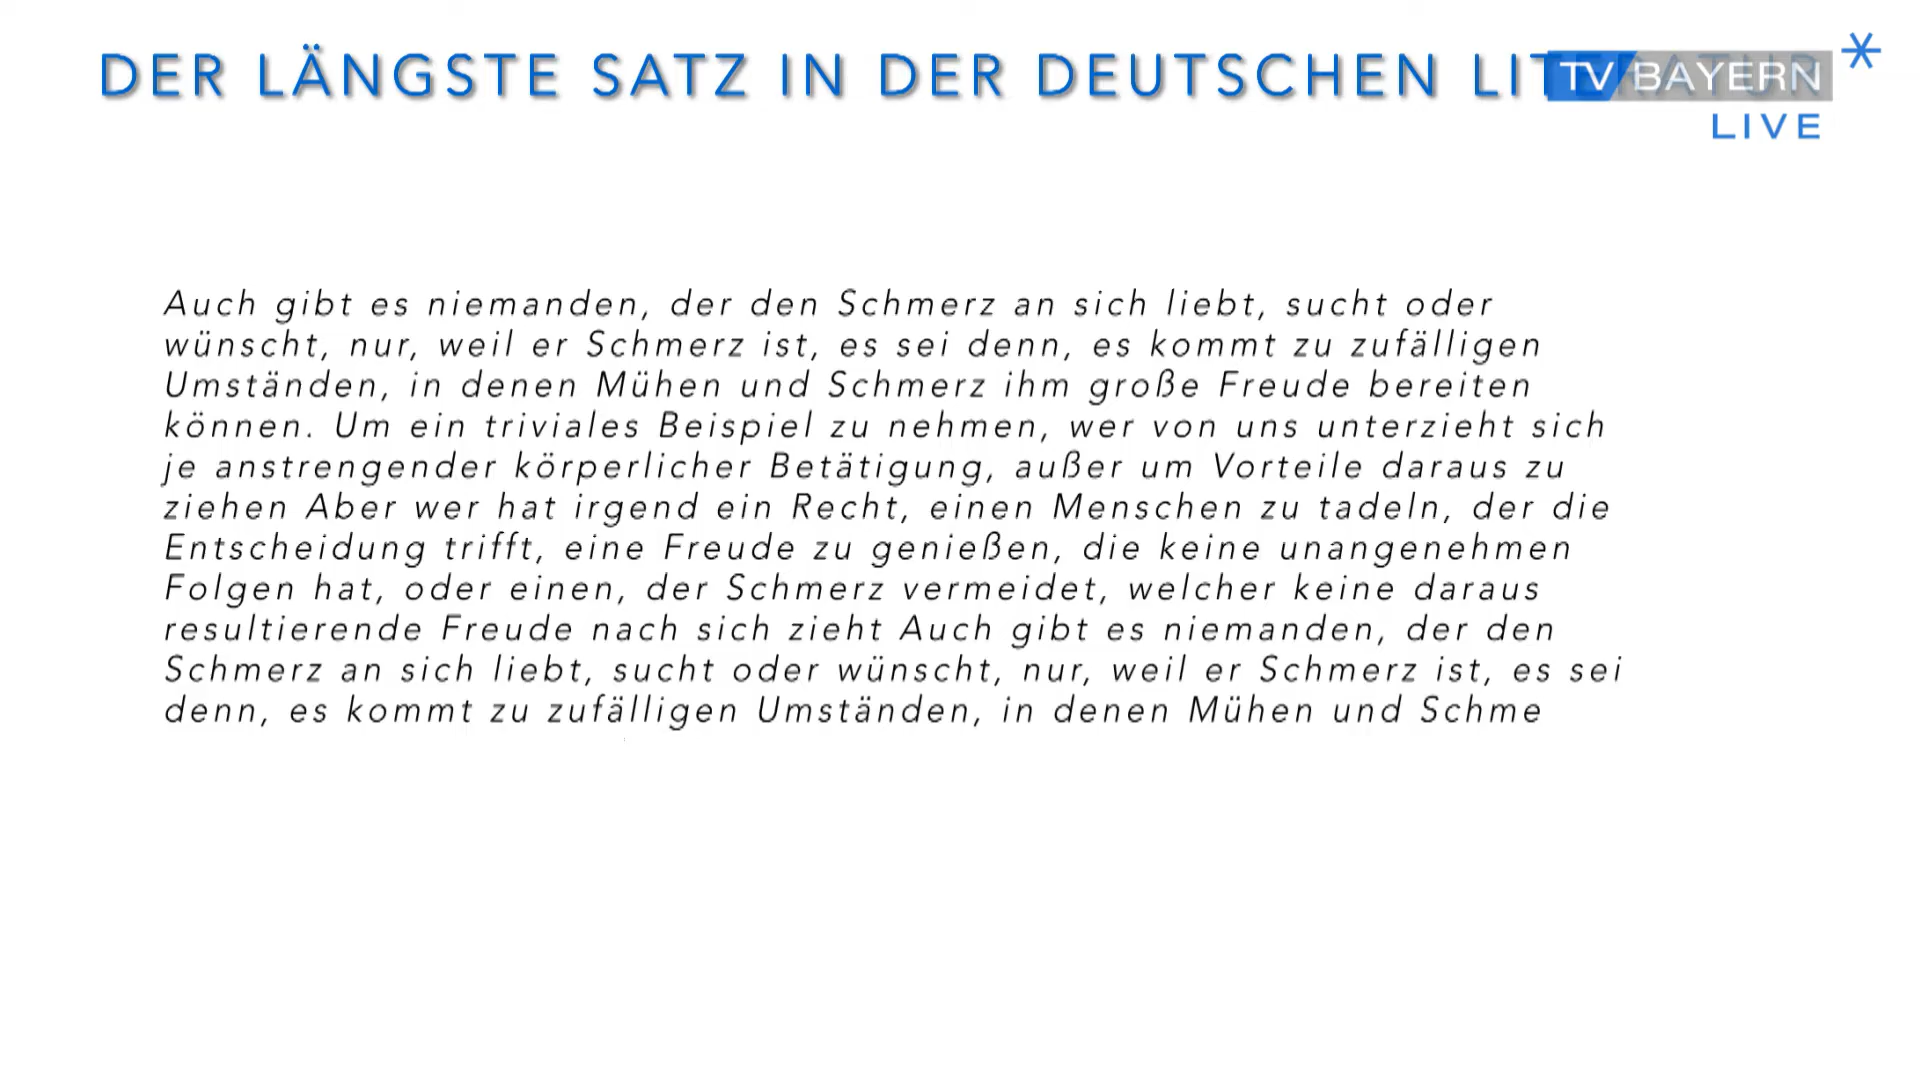 DER LÄNGSTE SATZ IN DER DEUTSCHEN LITERATUR
TV BAYERN
LIVE
Auch gibt es niemanden, der den Schmerz an sich liebt, sucht oder
wünscht, nur, weil er Schmerz ist, es sei denn, es kommt zu zufälligen
Umständen, in denen Mühen und Schmerz ihm große Freude bereiten
können. Um ein triviales Beispiel zu nehmen, wer von uns unterzieht sich
je anstrengender körperlicher Betätigung, außer um Vorteile daraus zu
ziehen Aber wer hat irgend ein Recht, einen Menschen zu tadeln, der die
Entscheidung trifft, eine Freude zu genießen, die keine unangenehmen
Folgen hat, oder einen, der Schmerz vermeidet, welcher keine daraus
resultierende Freude nach sich zieht Auch gibt es niemanden, der den
Schmerz an sich liebt, sucht oder wünscht, nur, weil er Schmerz ist, es sei
denn, es kommt zu zufälligen Umständen, in denen Mühen und Schme